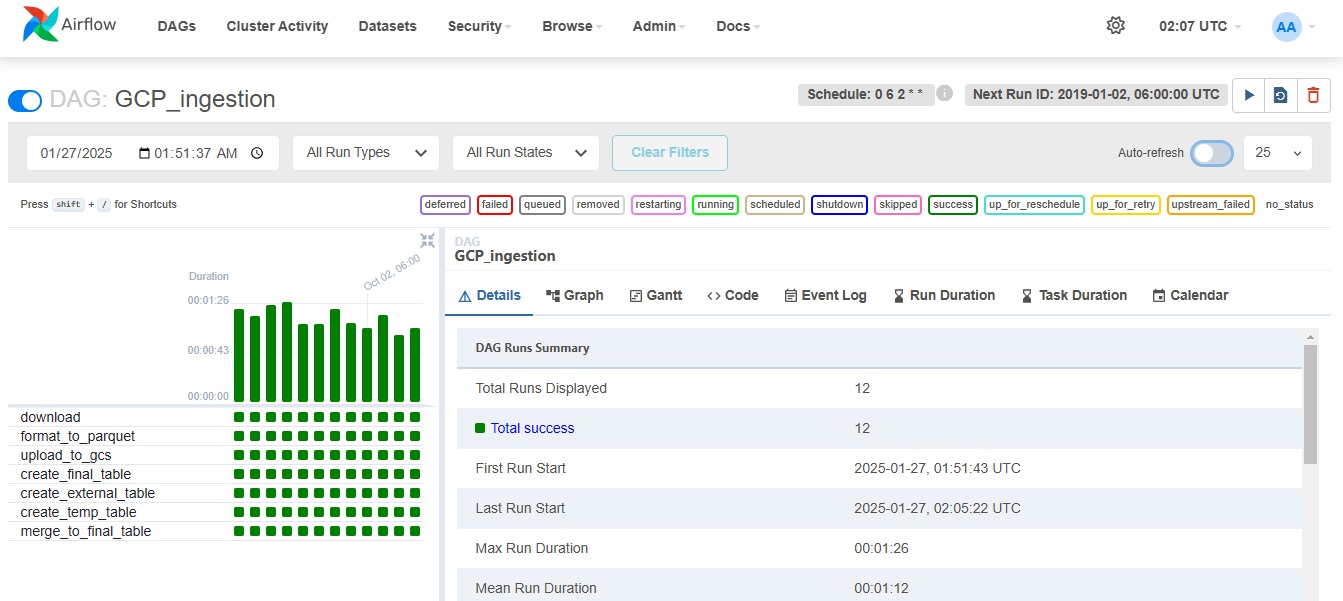 Airflow DAGs Cluster Activity Datasets Security Browse Admin Docs 02:07 UTC AA
DAG: GCP_ingestion Schedule: 0 6 2 * * i Next Run ID: 2019-01-02, 06:00:00 UTC
01/27/2025 01:51:37 AM All Run Types All Run States Clear Filters Auto-refresh 25
Press shift + / for Shortcuts deferred failed queued removed restarting running scheduled shutdown skipped success up_for_reschedule up_for_retry upstream_failed no_status
DAG
GCP_ingestion
Oct 02, 06:00
Duration
00:01:26
00:00:43
00:00:00
download
format_to_parquet
upload_to_gcs
create_final_table
create_external_table
create_temp_table
merge_to_final_table
Details Graph Gantt Code Event Log Run Duration Task Duration Calendar
DAG Runs Summary
Total Runs Displayed 12
Total success 12
First Run Start 2025-01-27, 01:51:43 UTC
Last Run Start 2025-01-27, 02:05:22 UTC
Max Run Duration 00:01:26
Mean Run Duration 00:01:12